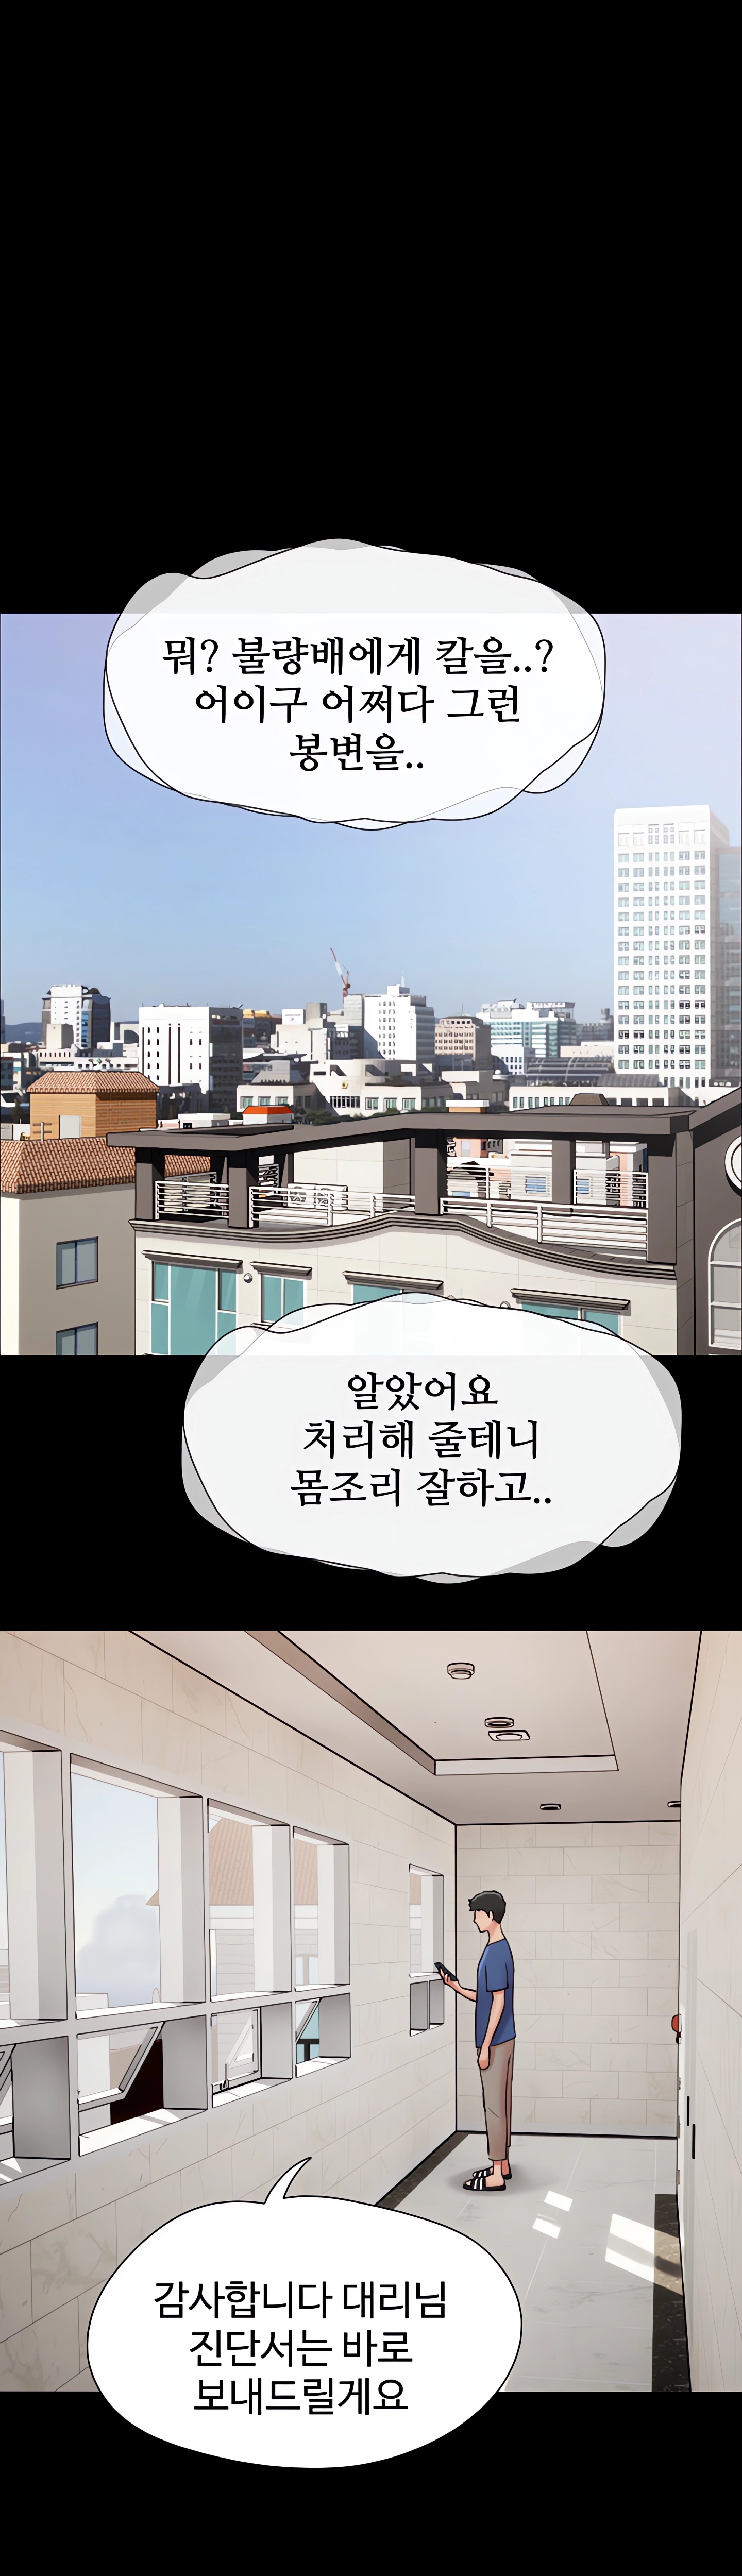 뭐? 불량배에게 칼을..?
어이구 어쩌다 그런
봉변을..
알았어요
처리해 줄테니
몸조리 잘하고..
감사합니다 대리님
진단서는 바로
보내드릴게요